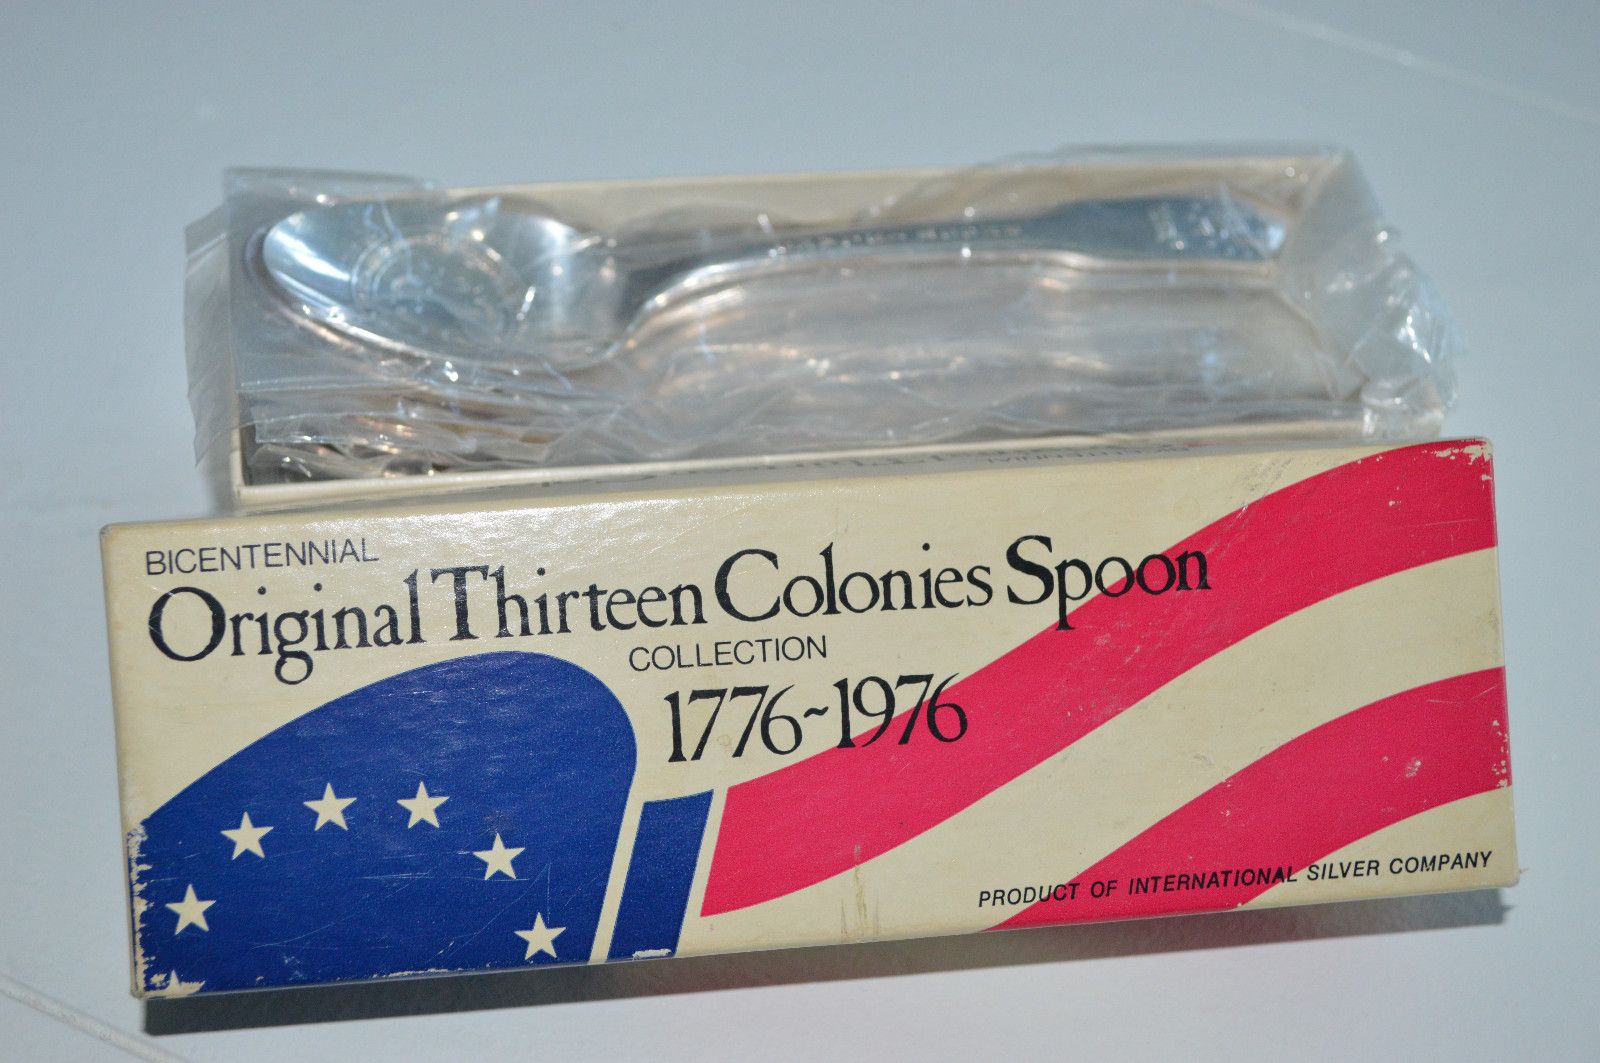 BICENTENNIAL
Original Thirteen Colonies Spoon
COLLECTION
1776~1976
PRODUCT OF INTERNATIONAL SILVER COMPANY